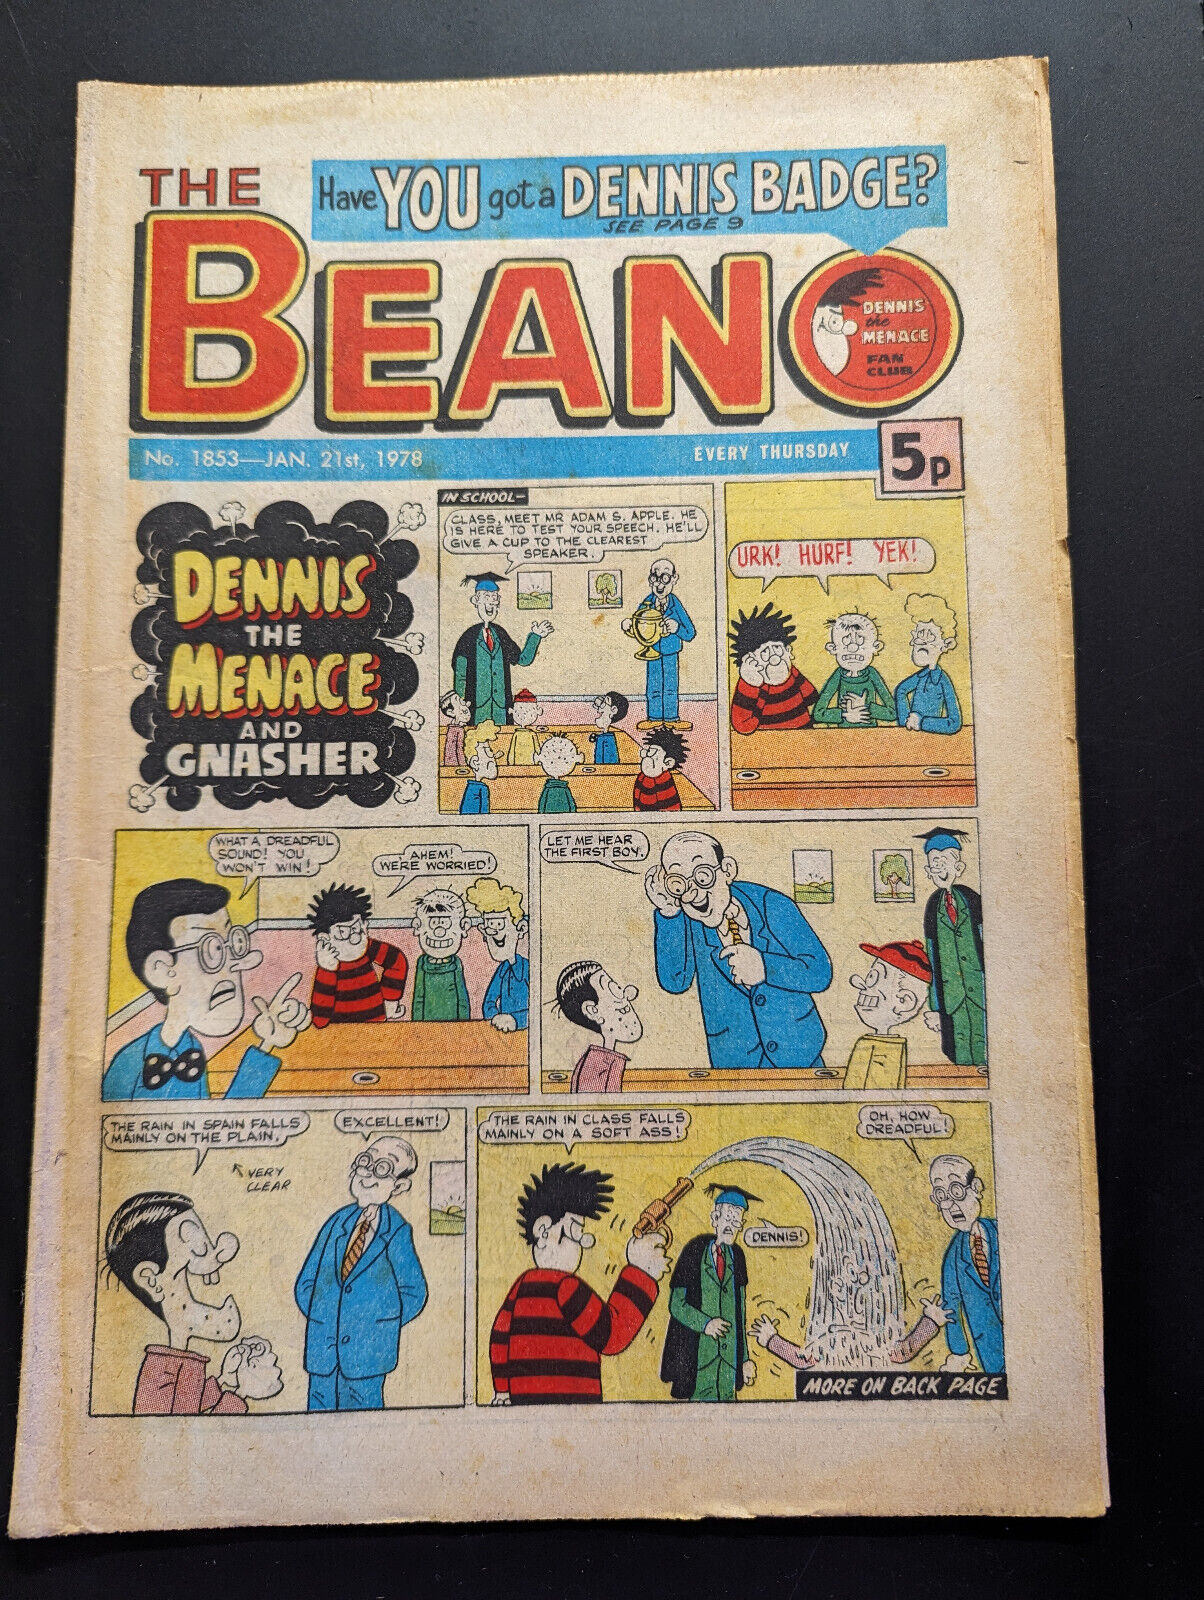 THE
BEANO
Have YOU got a DENNIS BADGE?
SEE PAGE 9
DENNIS
the
MENACE
FAN
CLUB
No. 1853—JAN. 21st, 1978
EVERY THURSDAY
5p
DENNIS
THE
MENACE
AND
GNASHER
IN SCHOOL—
CLASS, MEET MR ADAM S. APPLE. HE
IS HERE TO TEST YOUR SPEECH. HE'LL
GIVE A CUP TO THE CLEAREST
SPEAKER.
URK! HURF! YEK!
WHAT A DREADFUL
SOUND! YOU
WON'T WIN!
AHEM!
WERE WORRIED!
LET ME HEAR
THE FIRST BOY.
THE RAIN IN SPAIN FALLS
MAINLY ON THE PLAIN.
VERY
CLEAR
EXCELLENT!
THE RAIN IN CLASS FALLS
MAINLY ON A SOFT ASS!
DENNIS!
OH, HOW
DREADFUL!
MORE ON BACK PAGE